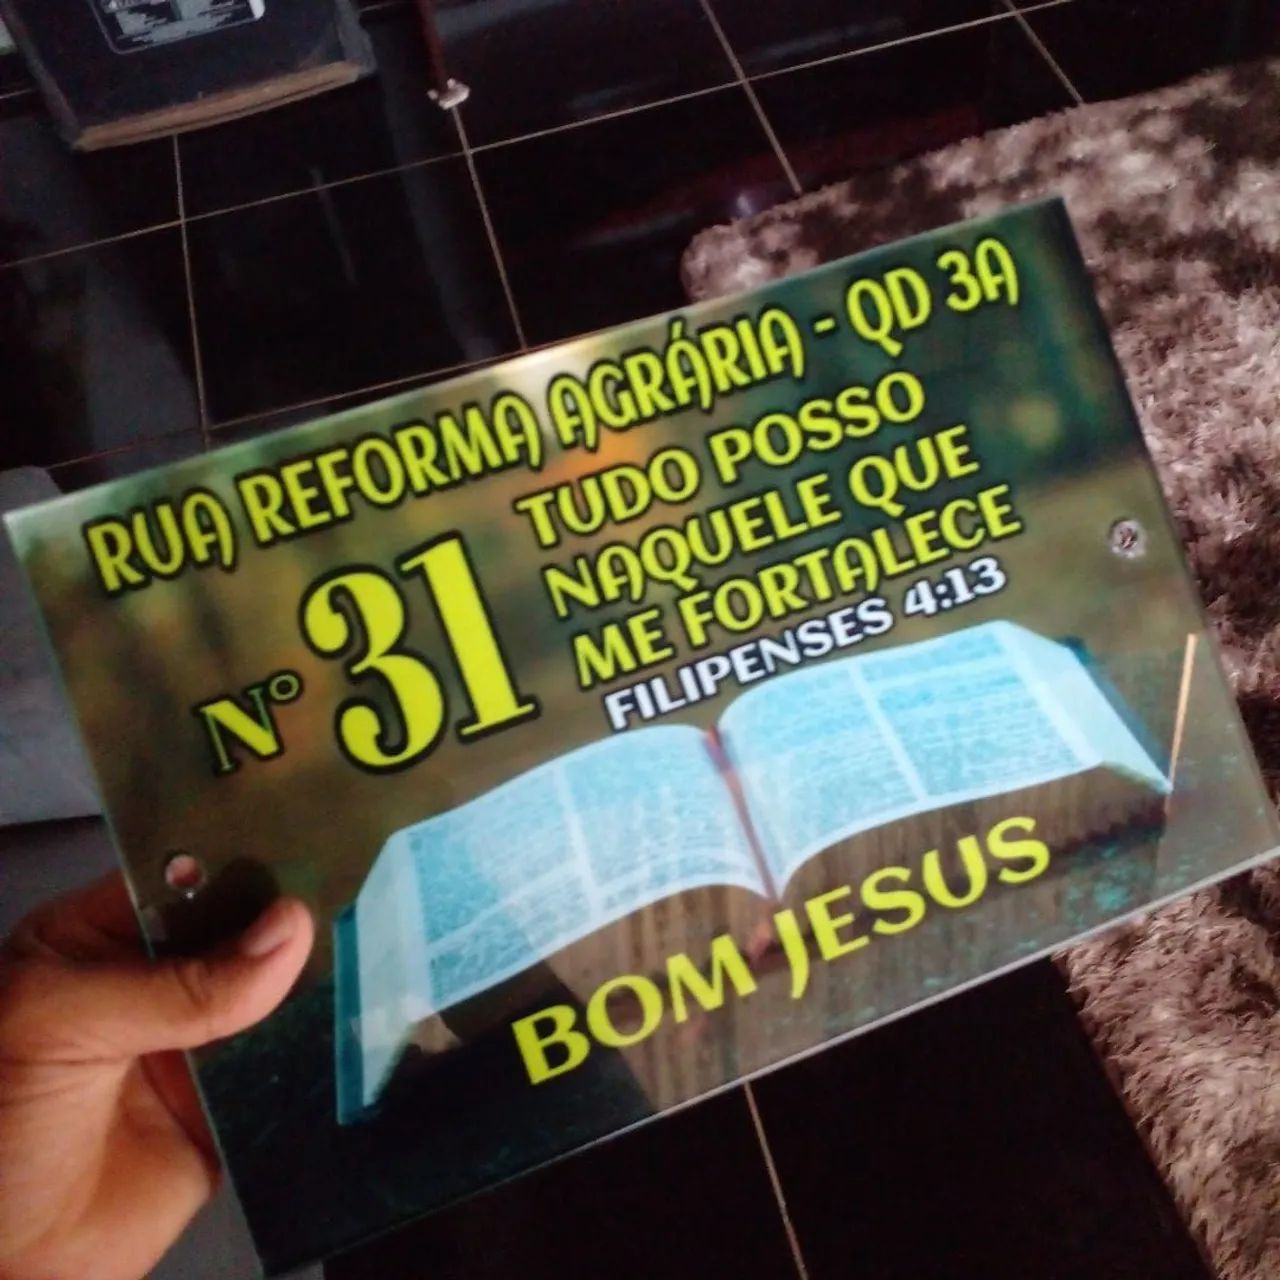 RUA REFORMA AGRÁRIA - QD 3A
Nº 31
TUDO POSSO
NAQUELE QUE
ME FORTALECE
FILIPENSES 4:13
BOM JESUS